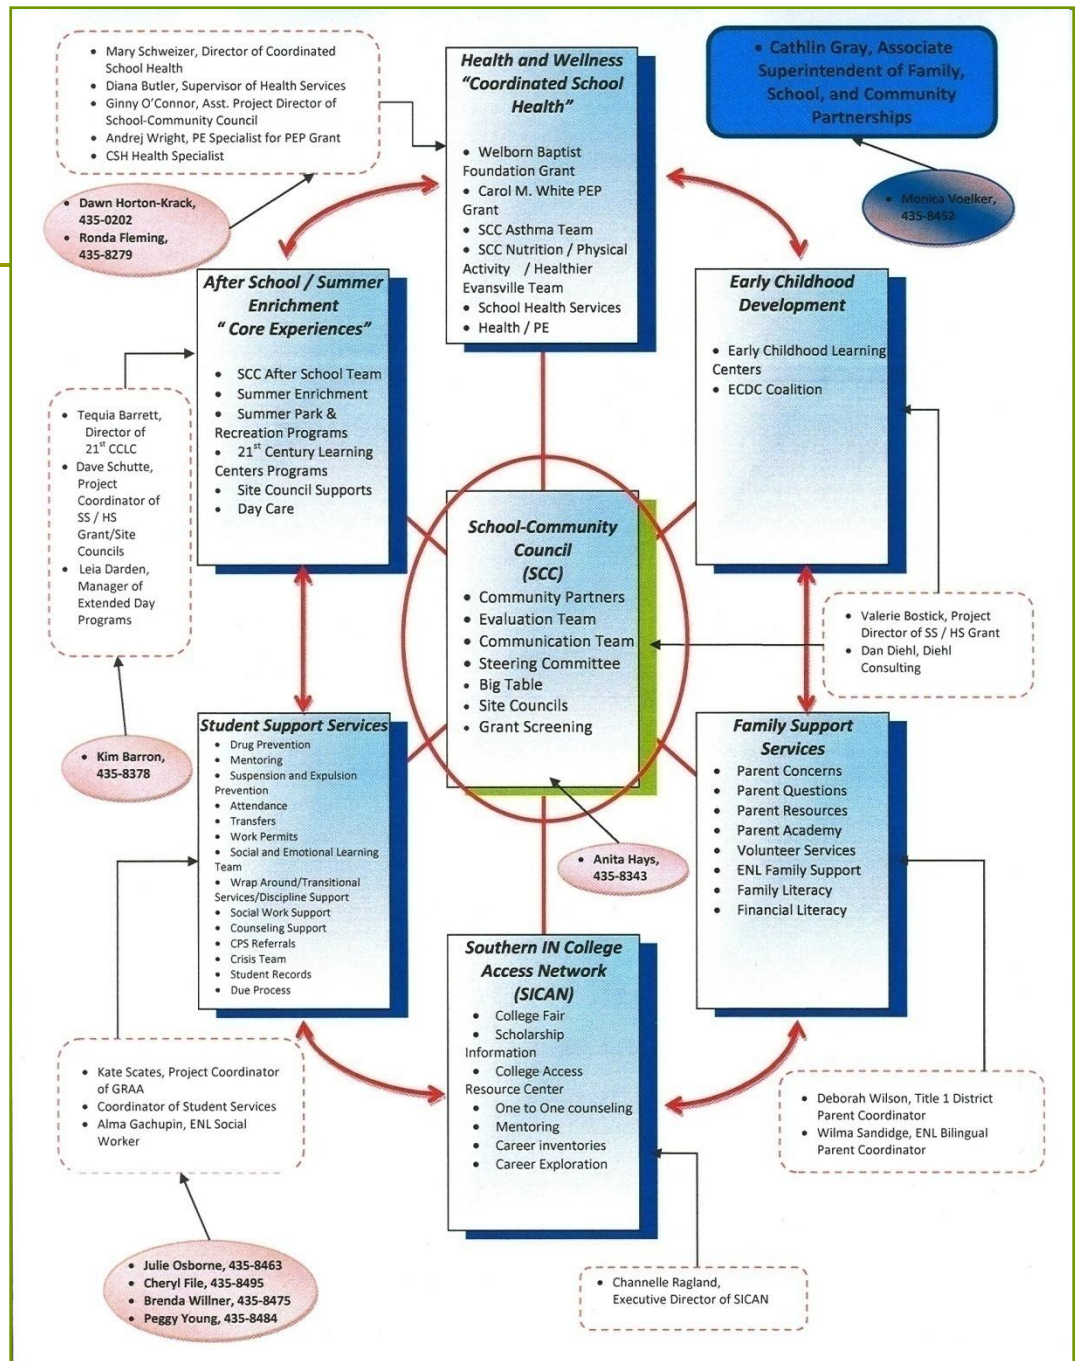 • Mary Schweizer, Director of Coordinated
School Health
• Diana Butler, Supervisor of Health Services
• Ginny O’Connor, Asst. Project Director of
School-Community Council
• Andrej Wright, PE Specialist for PEP Grant
• CSH Health Specialist
• Dawn Horton-Krack,
435-0202
• Ronda Fleming,
435-8279
Health and Wellness
“Coordinated School
Health”
• Welborn Baptist
Foundation Grant
• Carol M. White PEP
Grant
• SCC Asthma Team
• SCC Nutrition / Physical
Activity / Healthier
Evansville Team
• School Health Services
• Health / PE
• Cathlin Gray, Associate
Superintendent of Family,
School, and Community
Partnerships
• Monica Voelker,
435-8452
After School / Summer
Enrichment
“ Core Experiences”
• SCC After School Team
• Summer Enrichment
• Summer Park &
Recreation Programs
• 21st Century Learning
Centers Programs
• Site Council Supports
• Day Care
Early Childhood
Development
• Early Childhood Learning
Centers
• ECDC Coalition
• Tequia Barrett,
Director of
21st CCLC
• Dave Schutte,
Project
Coordinator of
SS / HS
Grant/Site
Councils
• Leia Darden,
Manager of
Extended Day
Programs
• Kim Barron,
435-8378
School-Community
Council
(SCC)
• Community Partners
• Evaluation Team
• Communication Team
• Steering Committee
• Big Table
• Site Councils
• Grant Screening
• Valerie Bostick, Project
Director of SS / HS Grant
• Dan Diehl, Diehl
Consulting
• Anita Hays,
435-8343
Student Support Services
• Drug Prevention
• Mentoring
• Suspension and Expulsion
Prevention
• Attendance
• Transfers
• Work Permits
• Social and Emotional Learning
Team
• Wrap Around/Transitional
Services/Discipline Support
• Social Work Support
• Counseling Support
• CPS Referrals
• Crisis Team
• Student Records
• Due Process
Family Support
Services
• Parent Concerns
• Parent Questions
• Parent Resources
• Parent Academy
• Volunteer Services
• ENL Family Support
• Family Literacy
• Financial Literacy
Southern IN College
Access Network
(SICAN)
• College Fair
• Scholarship
Information
• College Access
Resource Center
• One to One counseling
• Mentoring
• Career inventories
• Career Exploration
• Kate Scates, Project Coordinator
of GRAA
• Coordinator of Student Services
• Alma Gachupin, ENL Social
Worker
• Deborah Wilson, Title 1 District
Parent Coordinator
• Wilma Sandidge, ENL Bilingual
Parent Coordinator
• Julie Osborne, 435-8463
• Cheryl File, 435-8495
• Brenda Willner, 435-8475
• Peggy Young, 435-8484
• Channelle Ragland,
Executive Director of SICAN